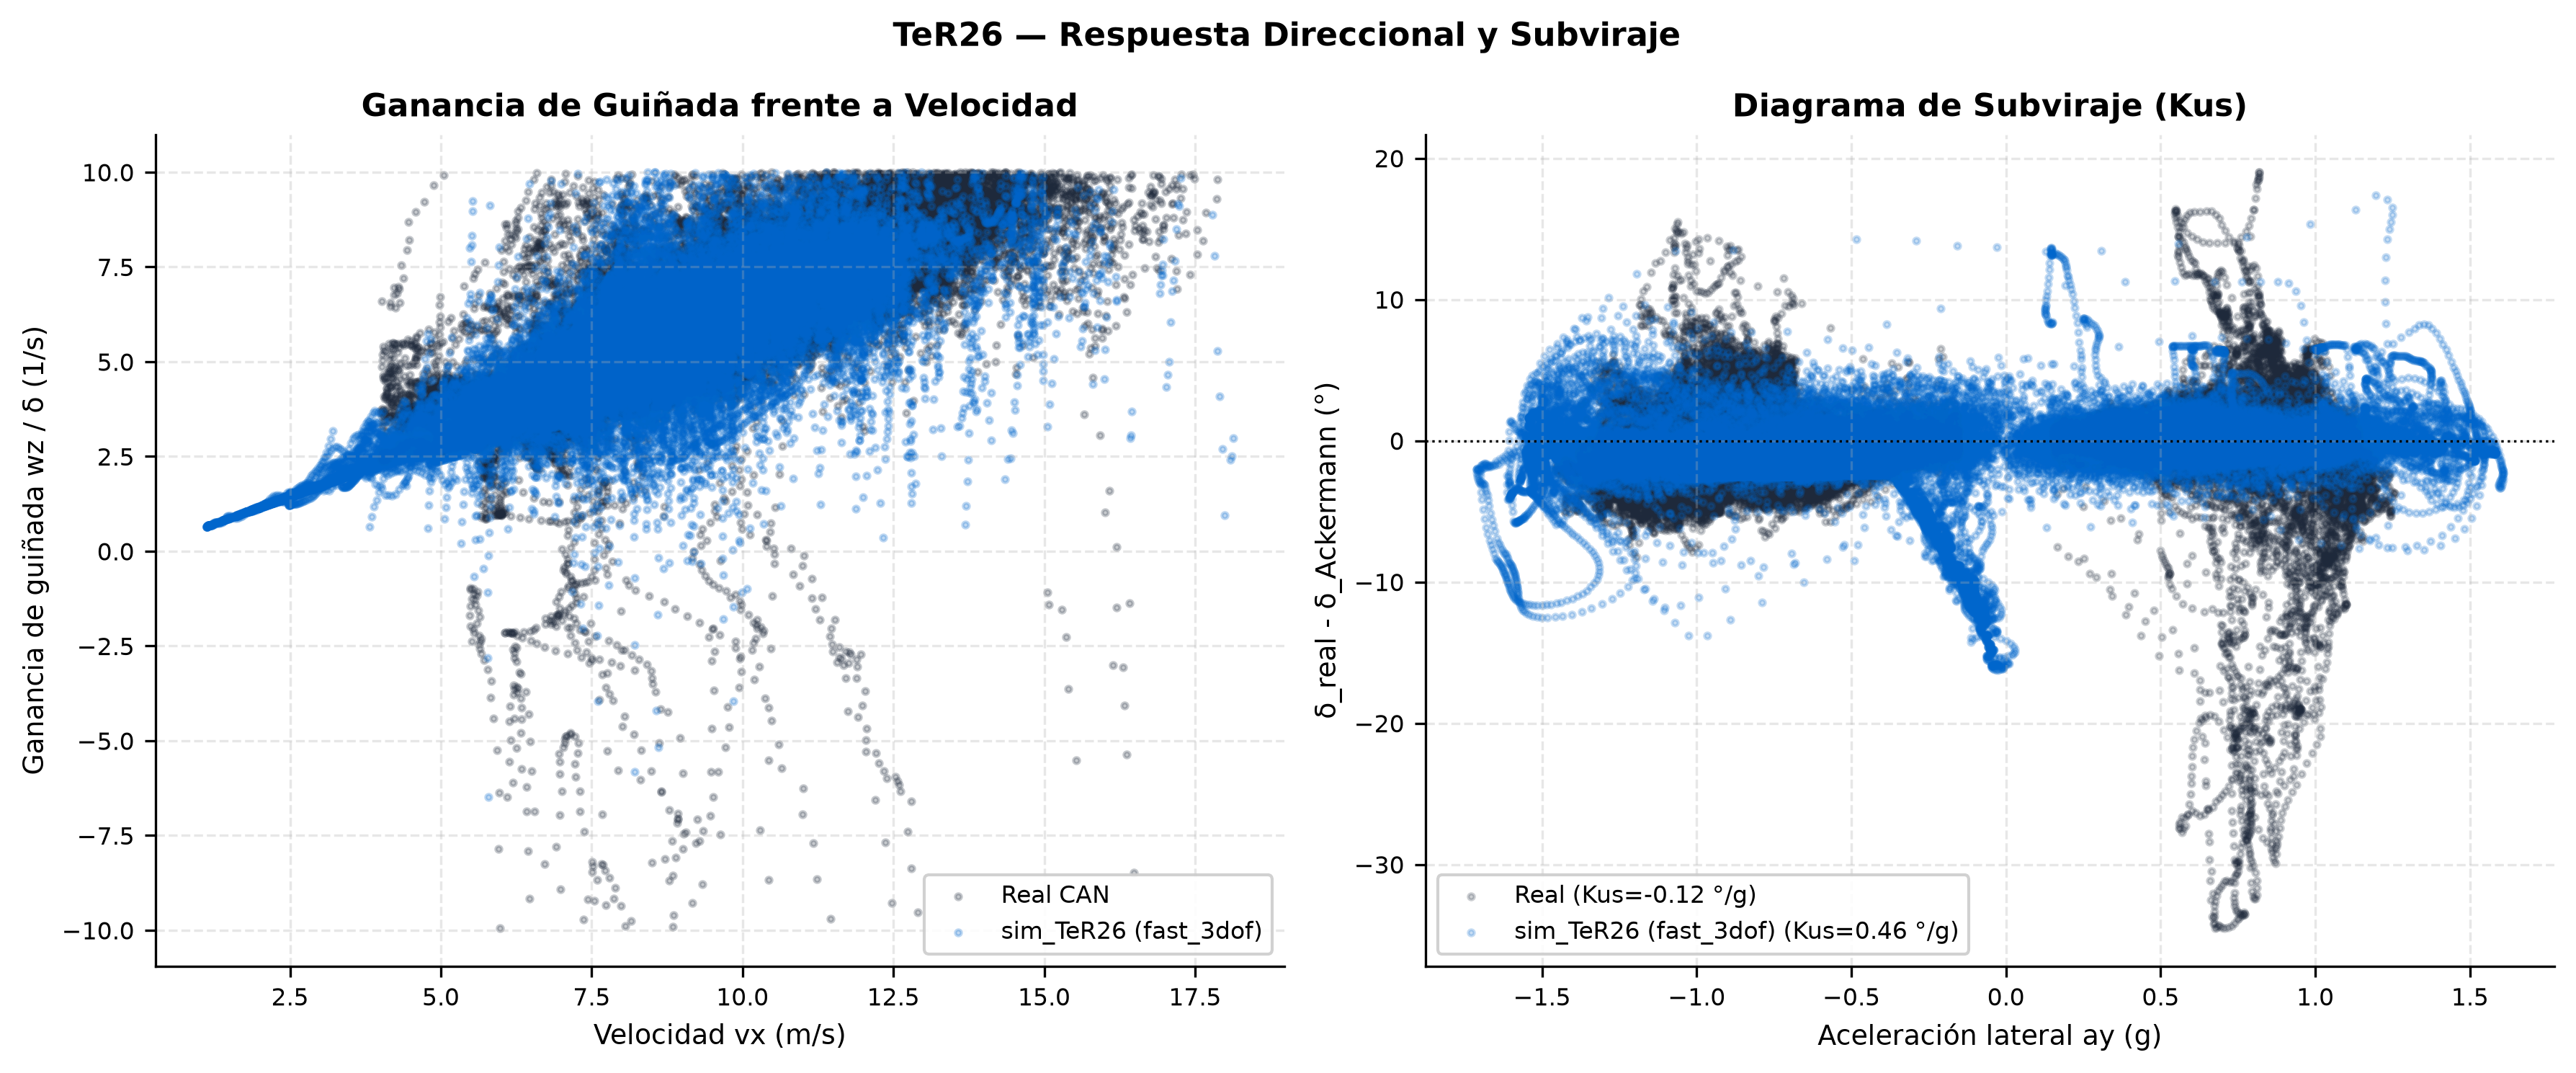 TeR26 — Respuesta Direccional y Subviraje
Ganancia de Guiñada frente a Velocidad
Ganancia de guiñada wz / δ (1/s)
10.0
7.5
5.0
2.5
0.0
−2.5
−5.0
−7.5
−10.0
2.5 5.0 7.5 10.0 12.5 15.0 17.5
Velocidad vx (m/s)
Real CAN
sim_TeR26 (fast_3dof)
Diagrama de Subviraje (Kus)
δ_real - δ_Ackermann (°)
20
10
0
−10
−20
−30
−1.5 −1.0 −0.5 0.0 0.5 1.0 1.5
Aceleración lateral ay (g)
Real (Kus=-0.12 °/g)
sim_TeR26 (fast_3dof) (Kus=0.46 °/g)